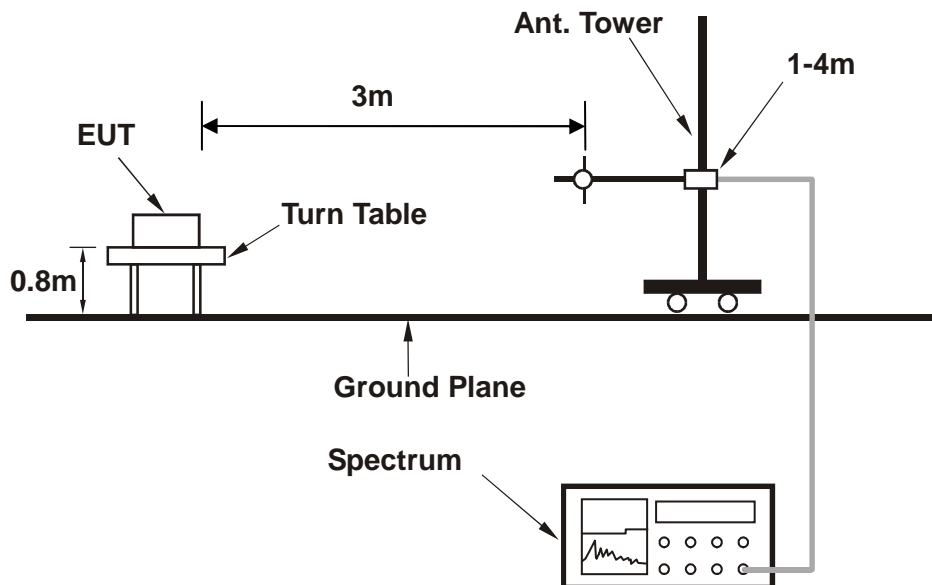 Ant. Tower
1-4m
3m
EUT
Turn Table
0.8m
Ground Plane
Spectrum